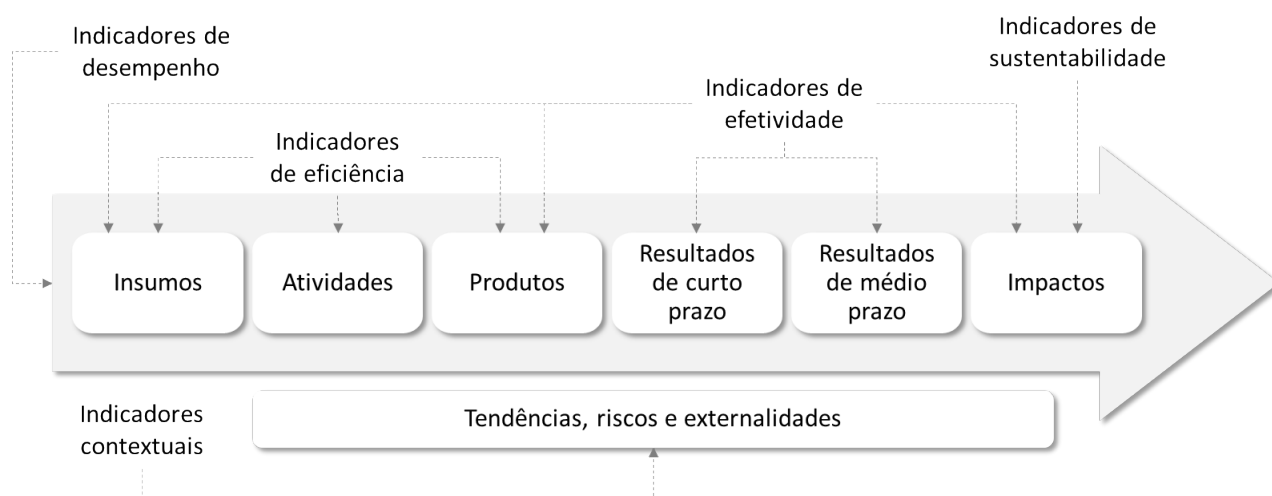 Indicadores de
desempenho
Indicadores de
sustentabilidade
Indicadores de
efetividade
Indicadores
de eficiência
Insumos
Atividades
Produtos
Resultados
de curto
prazo
Resultados
de médio
prazo
Impactos
Indicadores
contextuais
Tendências, riscos e externalidades